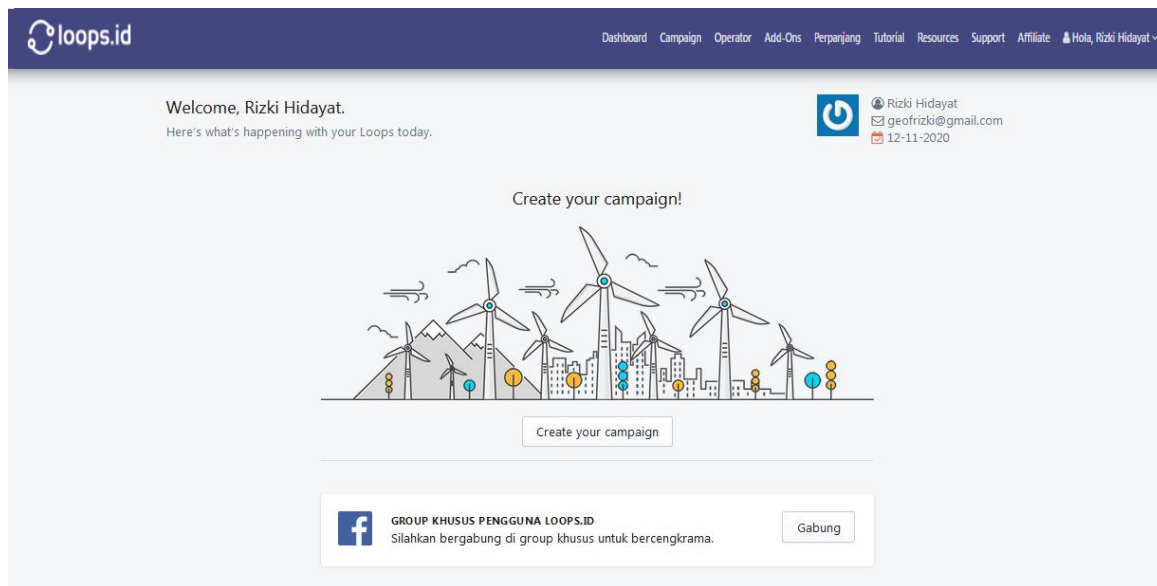 loops.id
Dashboard Campaign Operator Add-Ons Perpanjang Tutorial Resources Support Affiliate Hola, Rizki Hidayat
Welcome, Rizki Hidayat.
Here's what's happening with your Loops today.
Rizki Hidayat
geofrizki@gmail.com
12-11-2020
Create your campaign!
Create your campaign
GROUP KHUSUS PENGGUNA LOOPS.ID
Silahkan bergabung di group khusus untuk bercengkrama.
Gabung